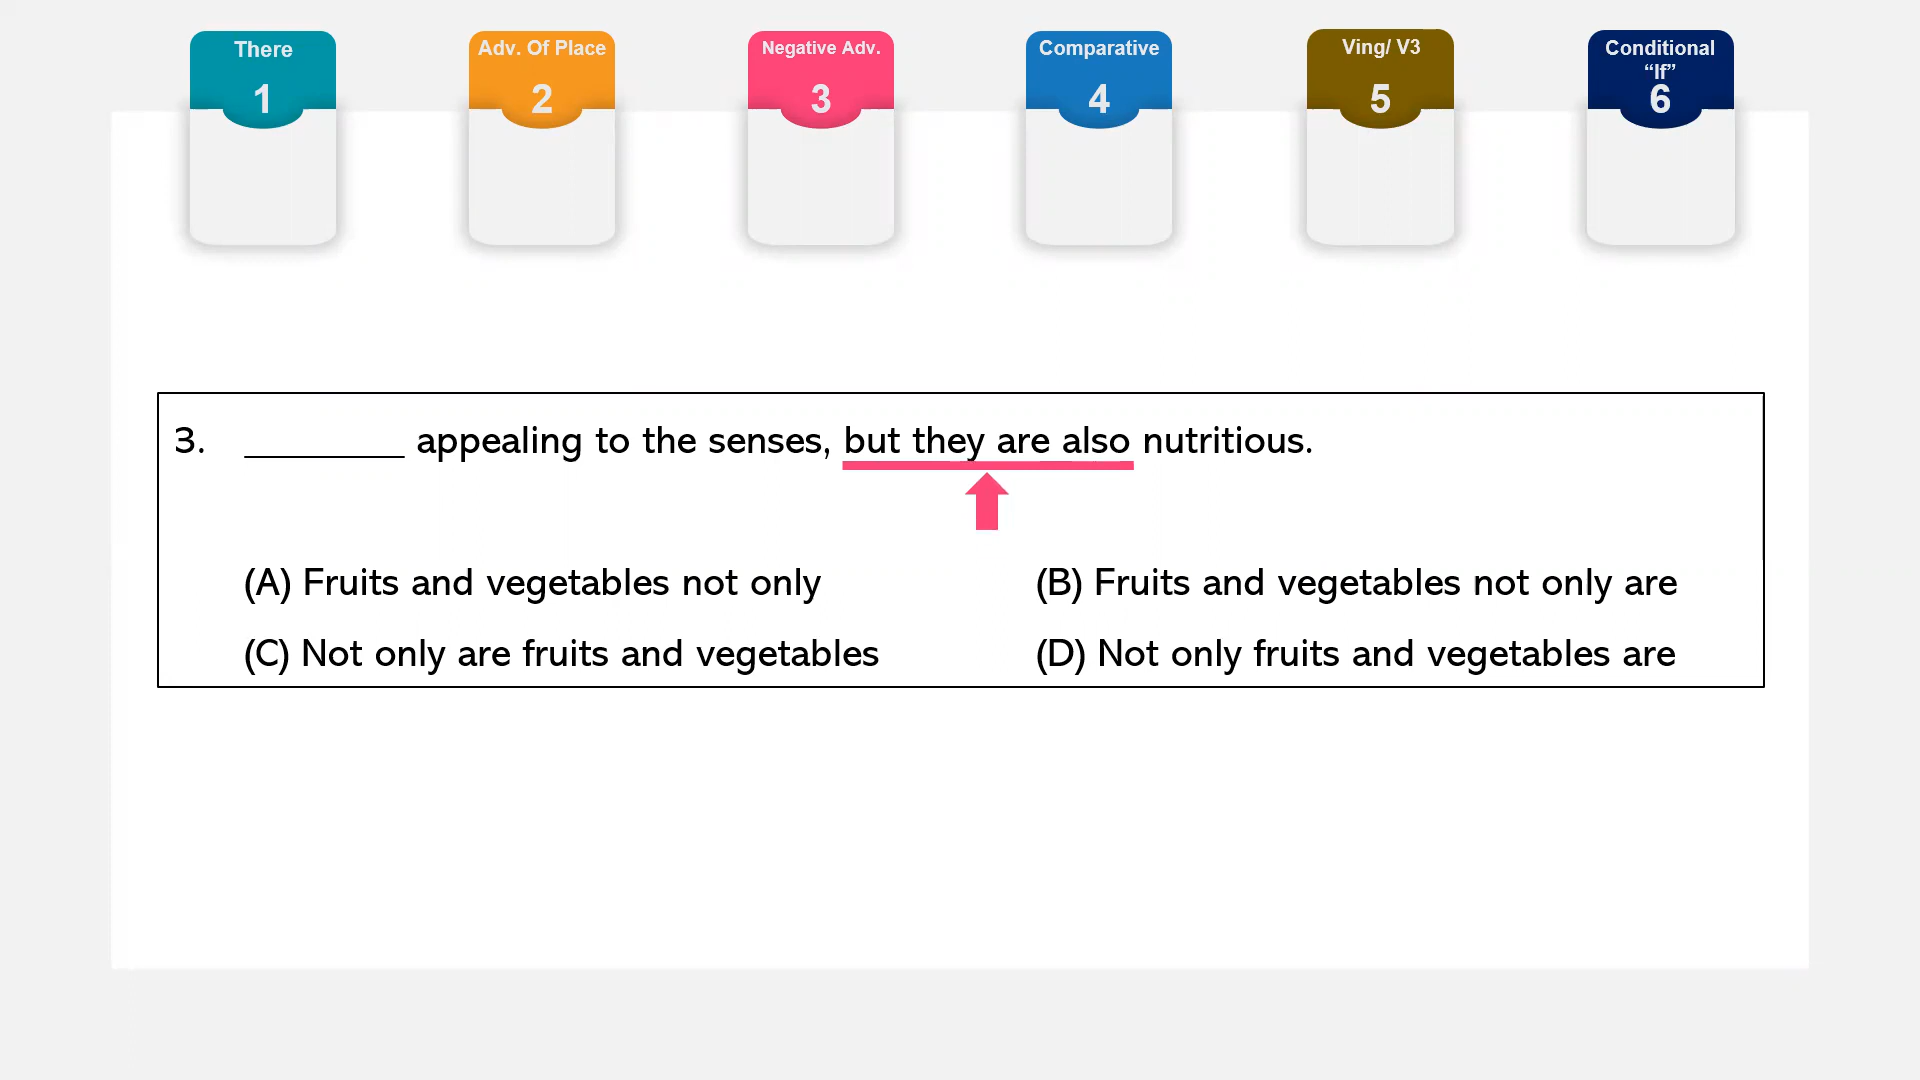 There
1
Adv. Of Place
2
Negative Adv.
3
Comparative
4
Ving/ V3
5
Conditional
“If”
6
3. ________ appealing to the senses, but they are also nutritious.
(A) Fruits and vegetables not only
(B) Fruits and vegetables not only are
(C) Not only are fruits and vegetables
(D) Not only fruits and vegetables are